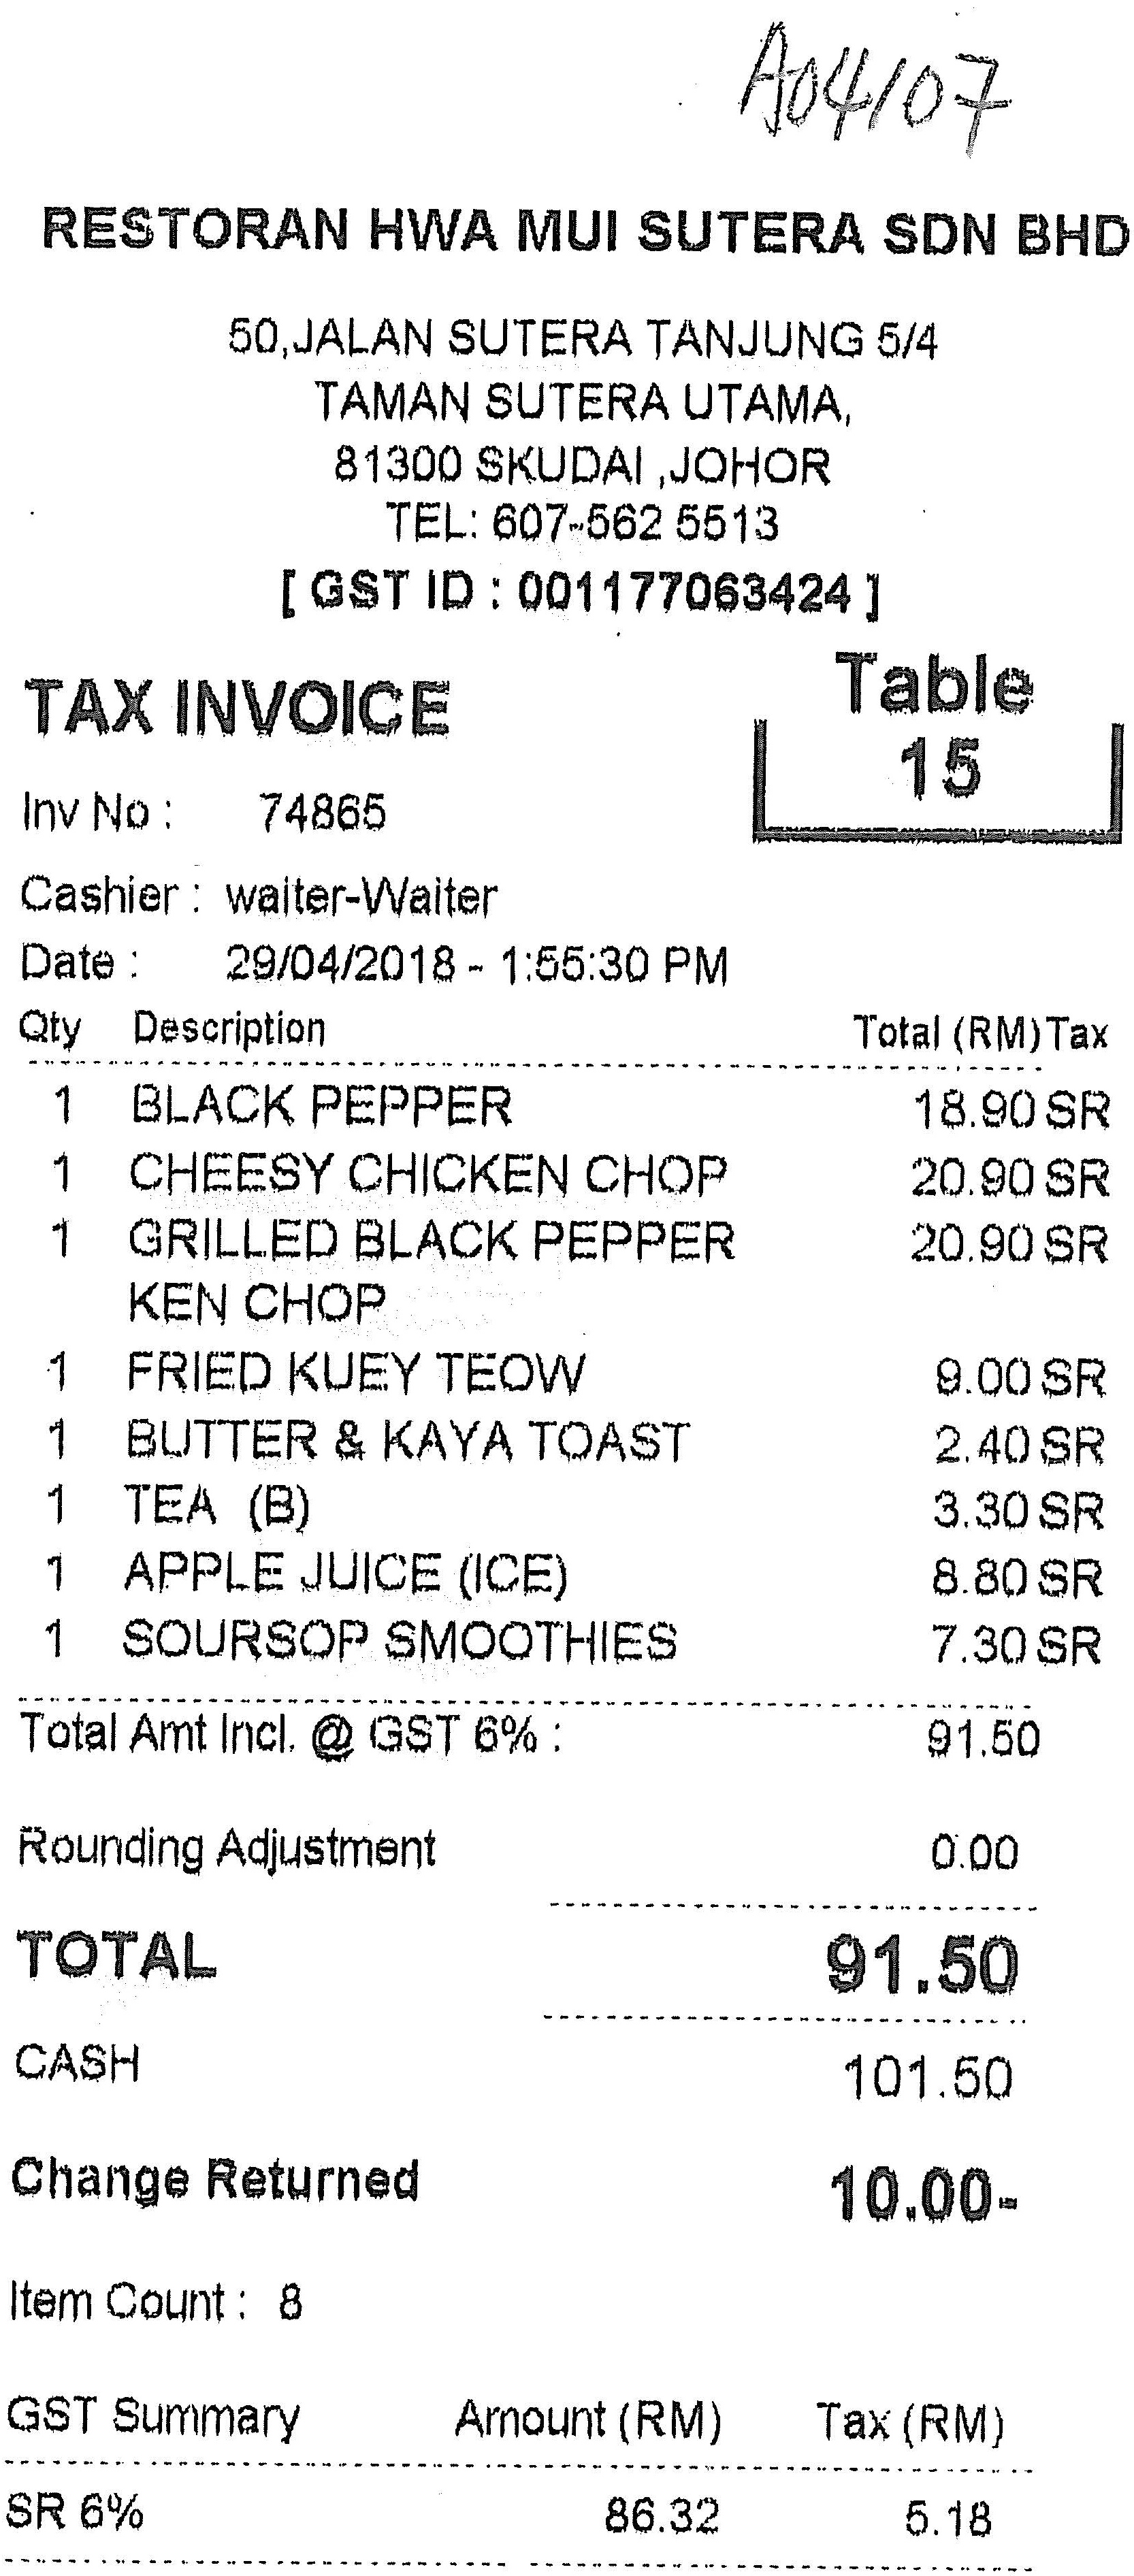 A04/07
RESTORAN HWA MUI SUTERA SDN BHD
50,JALAN SUTERA TANJUNG 5/4
TAMAN SUTERA UTAMA,
81300 SKUDAI ,JOHOR
TEL: 607-562 5513
[ GST ID : 001177063424 ]
TAX INVOICE
Table
15
Inv No : 74865
Cashier : waiter-Waiter
Date : 29/04/2018 - 1:55:30 PM
Qty Description Total (RM) Tax
1 BLACK PEPPER 18.90 SR
1 CHEESY CHICKEN CHOP 20.90 SR
1 GRILLED BLACK PEPPER 20.90 SR
KEN CHOP
1 FRIED KUEY TEOW 9.00 SR
1 BUTTER & KAYA TOAST 2.40 SR
1 TEA (B) 3.30 SR
1 APPLE JUICE (ICE) 8.80 SR
1 SOURSOP SMOOTHIES 7.30 SR
Total Amt Incl. @ GST 6% : 91.50
Rounding Adjustment 0.00
TOTAL 91.50
CASH 101.50
Change Returned 10.00-
Item Count : 8
GST Summary Amount (RM) Tax (RM)
SR 6% 86.32 5.18